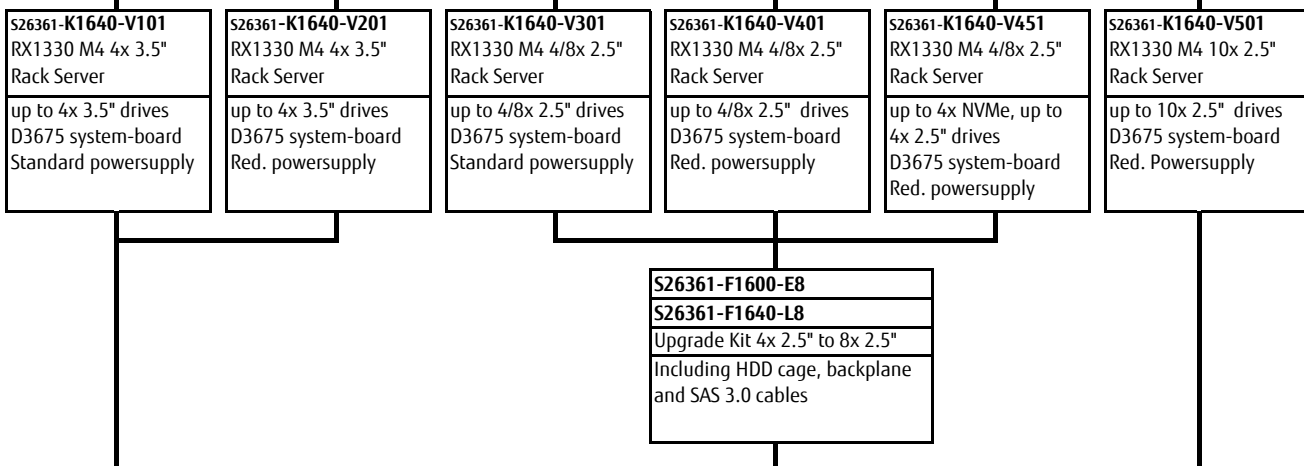 S26361-K1640-V101
RX1330 M4 4x 3.5"
Rack Server
up to 4x 3.5" drives
D3675 system-board
Standard powersupply
S26361-K1640-V201
RX1330 M4 4x 3.5"
Rack Server
up to 4x 3.5" drives
D3675 system-board
Red. powersupply
S26361-K1640-V301
RX1330 M4 4/8x 2.5"
Rack Server
up to 4/8x 2.5" drives
D3675 system-board
Standard powersupply
S26361-K1640-V401
RX1330 M4 4/8x 2.5"
Rack Server
up to 4/8x 2.5" drives
D3675 system-board
Red. powersupply
S26361-K1640-V451
RX1330 M4 4/8x 2.5"
Rack Server
up to 4x NVMe, up to
4x 2.5" drives
D3675 system-board
Red. powersupply
S26361-K1640-V501
RX1330 M4 10x 2.5"
Rack Server
up to 10x 2.5" drives
D3675 system-board
Red. Powersupply
S26361-F1600-E8
S26361-F1640-L8
Upgrade Kit 4x 2.5" to 8x 2.5"
Including HDD cage, backplane
and SAS 3.0 cables